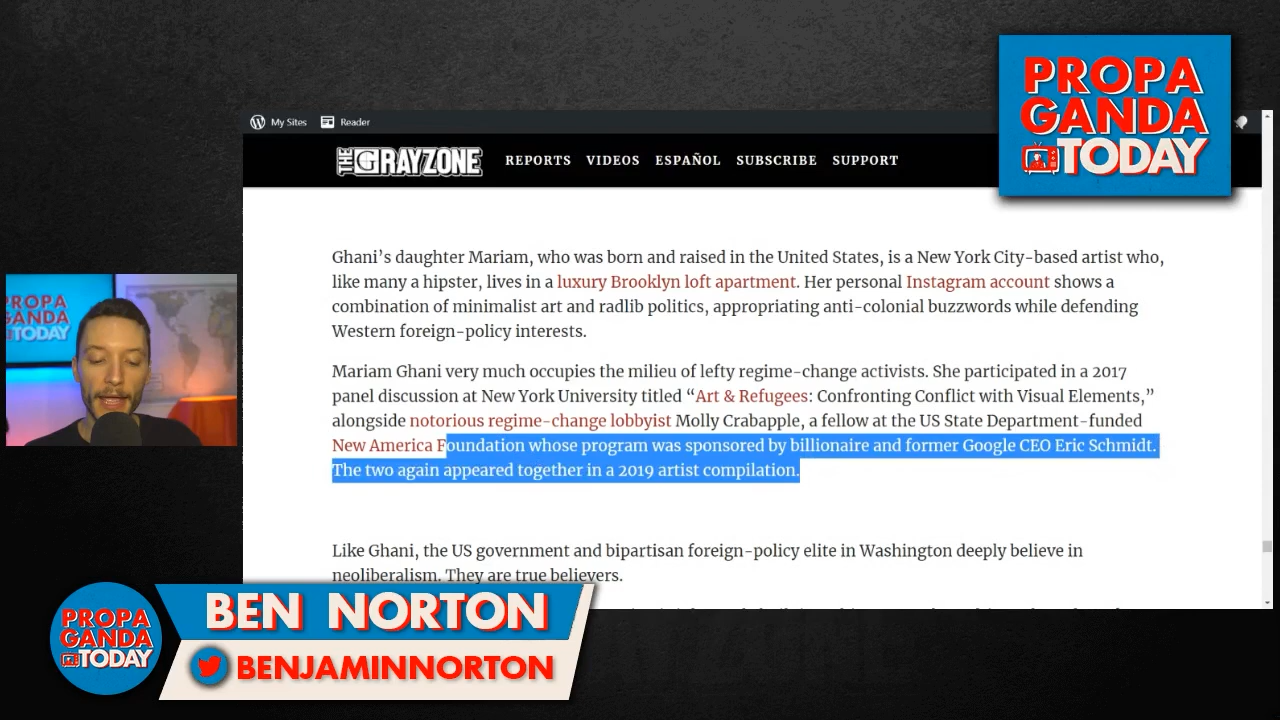 PROPA
GANDA
TODAY
My Sites Reader
THE GRAYZONE REPORTS VIDEOS ESPAÑOL SUBSCRIBE SUPPORT
Ghani’s daughter Mariam, who was born and raised in the United States, is a New York City-based artist who,
like many a hipster, lives in a luxury Brooklyn loft apartment. Her personal Instagram account shows a
combination of minimalist art and radlib politics, appropriating anti-colonial buzzwords while defending
Western foreign-policy interests.
Mariam Ghani very much occupies the milieu of lefty regime-change activists. She participated in a 2017
panel discussion at New York University titled “Art & Refugees: Confronting Conflict with Visual Elements,”
alongside notorious regime-change lobbyist Molly Crabapple, a fellow at the US State Department-funded
New America Foundation whose program was sponsored by billionaire and former Google CEO Eric Schmidt.
The two again appeared together in a 2019 artist compilation.
Like Ghani, the US government and bipartisan foreign-policy elite in Washington deeply believe in
neoliberalism. They are true believers.
PROPA
GANDA
TODAY
PROPA
GANDA
TODAY
BEN NORTON
BENJAMINNORTON